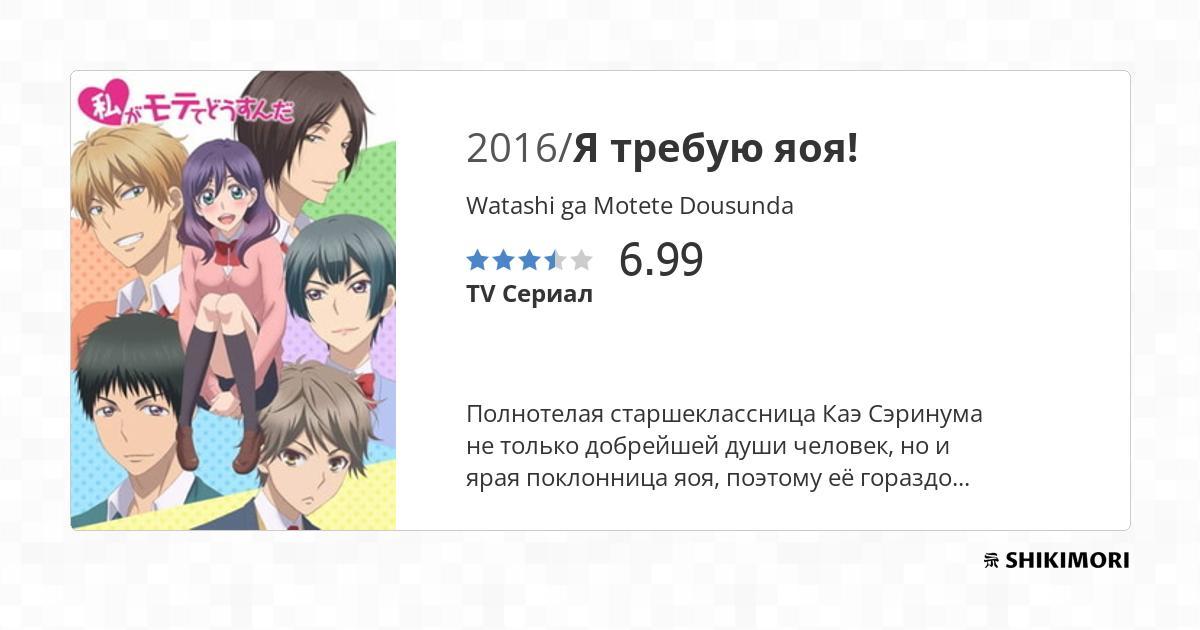 私がモテてどうすんだ
2016/Я требую яоя!
Watashi ga Motete Dousunda
6.99
TV Сериал
Полнотелая старшеклассница Каэ Сэринума
не только добрейшей души человек, но и
ярая поклонница яоя, поэтому её гораздо...
SHIKIMORI